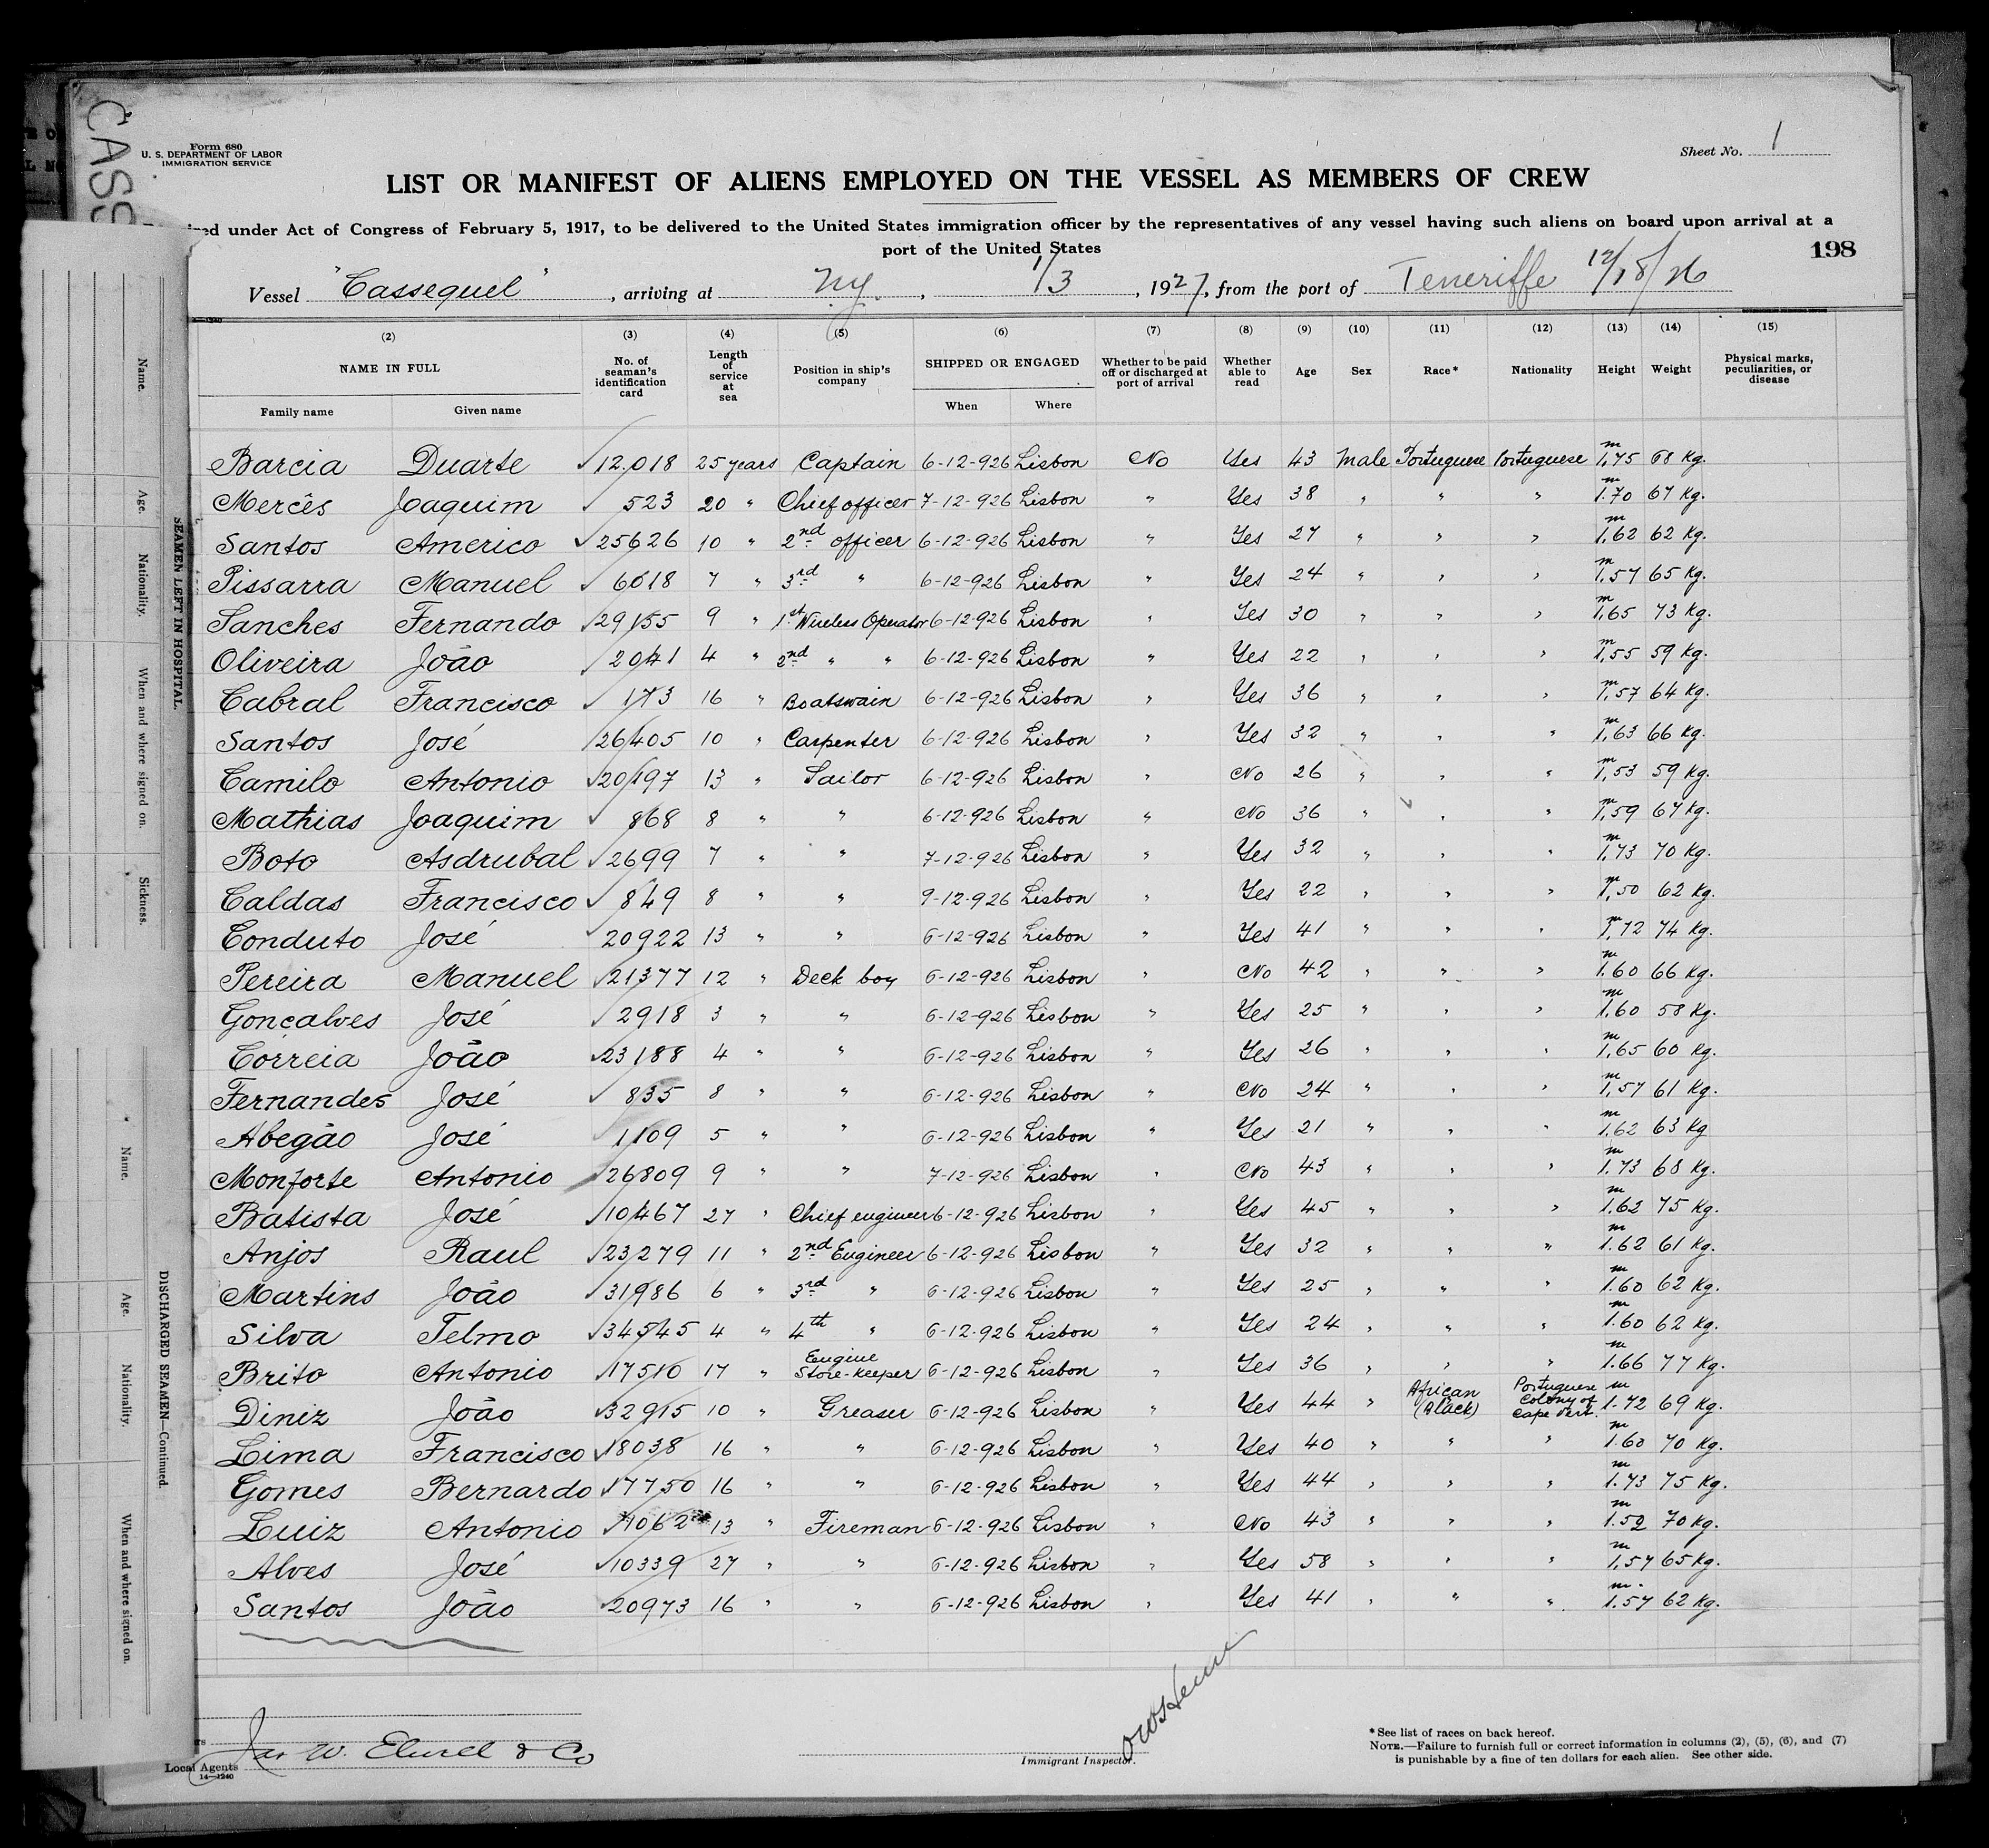 CASS
Form 680
U. S. DEPARTMENT OF LABOR
IMMIGRATION SERVICE
Sheet No. 1
LIST OR MANIFEST OF ALIENS EMPLOYED ON THE VESSEL AS MEMBERS OF CREW
under Act of Congress of February 5, 1917, to be delivered to the United States immigration officer by the representatives of any vessel having such aliens on board upon arrival at a
port of the United States
198
Vessel "Cassequel", arriving at NY., 1/3, 1927, from the port of Teneriffe 12/18/26
(2) (3) (4) (5) (6) (7) (8) (9) (10) (11) (12) (13) (14) (15)
NAME IN FULL No. of seaman's identification card Length of service at sea Position in ship's company SHIPPED OR ENGAGED Whether to be paid off or discharged at port of arrival Whether able to read Age Sex Race* Nationality Height Weight Physical marks, peculiarities, or disease
Family name Given name When Where
Barcia Duarte 12.018 25 years Captain 6-12-926 Lisbon No Yes 43 Male Portuguese Portuguese 1,75 m 68 Kg.
Mercês Joaquim 523 20 " Chief officer 7-12-926 Lisbon " Yes 38 " " " 1.70 m 67 Kg.
Santos Americo 25626 10 " 2nd officer 6-12-926 Lisbon " Yes 27 " " " 1,62 m 62 Kg.
Pissarra Manuel 6018 7 " 3rd " 6-12-926 Lisbon " Yes 24 " " " 1,57 m 65 Kg.
Sanches Fernando 29155 9 " 1st Wireless Operator 6-12-926 Lisbon " Yes 30 " " " 1,65 m 73 Kg.
Oliveira João 2041 4 " 2nd " " 6-12-926 Lisbon " Yes 22 " " " 1,55 m 59 Kg.
Cabral Francisco 173 16 " Boatswain 6-12-926 Lisbon " Yes 36 " " " 1,57 m 64 Kg.
Santos José 26405 10 " Carpenter 6-12-926 Lisbon " Yes 32 " " " 1,63 m 66 Kg.
Camilo Antonio 20197 13 " Sailor 6-12-926 Lisbon " No 26 " " " 1,53 m 59 Kg.
Mathias Joaquim 868 8 " " 6-12-926 Lisbon " No 36 " " " 1,59 m 67 Kg.
Boto Asdrubal 2699 7 " " 7-12-926 Lisbon " Yes 32 " " " 1,73 m 70 Kg.
Caldas Francisco 849 8 " " 9-12-926 Lisbon " Yes 22 " " " 1,50 m 62 Kg.
Conduto José 20922 13 " " 6-12-926 Lisbon " Yes 41 " " " 1,72 m 74 Kg.
Pereira Manuel 21377 12 " Deck boy 6-12-926 Lisbon " No 42 " " " 1.60 m 66 Kg.
Gonçalves José 2918 3 " " 6-12-926 Lisbon " Yes 25 " " " 1,60 m 58 Kg.
Correia João 23188 4 " " 6-12-926 Lisbon " Yes 26 " " " 1,65 m 60 Kg.
Fernandes José 835 8 " " 6-12-926 Lisbon " No 24 " " " 1,57 m 61 Kg.
Abegão José 1109 5 " " 6-12-926 Lisbon " Yes 21 " " " 1.62 m 63 Kg
Monforte Antonio 26809 9 " " 7-12-926 Lisbon " No 43 " " " 1.73 m 68 Kg.
Batista José 10467 27 " Chief engineer 6-12-926 Lisbon " Yes 45 " " " 1.62 m 75 Kg.
Anjos Raul 23279 11 " 2nd Engineer 6-12-926 Lisbon " Yes 32 " " " 1.62 m 61 Kg.
Martins João 31986 6 " 3rd " 6-12-926 Lisbon " Yes 25 " " " 1.60 m 62 Kg.
Silva Telmo 34545 4 " 4th " 6-12-926 Lisbon " Yes 24 " " " 1.60 m 62 Kg.
Brito Antonio 17510 17 " Engine Store-Keeper 6-12-926 Lisbon " Yes 36 " " " 1.66 m 77 Kg.
Diniz João 32915 10 " Greaser 6-12-926 Lisbon " Yes 44 " African (Black) Portuguese Colony of Cape Vert. 1.72 m 69 Kg.
Lima Francisco 18038 16 " " 6-12-926 Lisbon " Yes 40 " " " 1.60 m 70 Kg.
Gomes Bernardo 17750 16 " " 6-12-926 Lisbon " Yes 44 " " " 1.73 m 75 Kg.
Luiz Antonio 1062 13 " Fireman 6-12-926 Lisbon " No 43 " " " 1.52 m 70 Kg.
Alves José 10339 27 " " 6-12-926 Lisbon " Yes 58 " " " 1,57 m 65 Kg.
Santos João 20973 16 " " 6-12-926 Lisbon " Yes 41 " " " 1.57 m 62 Kg.
Jas W. Elwell & Co
Local Agents
14—1240
Immigrant Inspector.
*See list of races on back hereof.
NOTE.—Failure to furnish full or correct information in columns (2), (5), (6), and (7)
is punishable by a fine of ten dollars for each alien. See other side.
SEAMEN LEFT IN HOSPITAL.
Name. Age. Nationality. When and where signed on. Sickness.
DISCHARGED SEAMEN—Continued.
Name. Age. Nationality. When and where signed on.